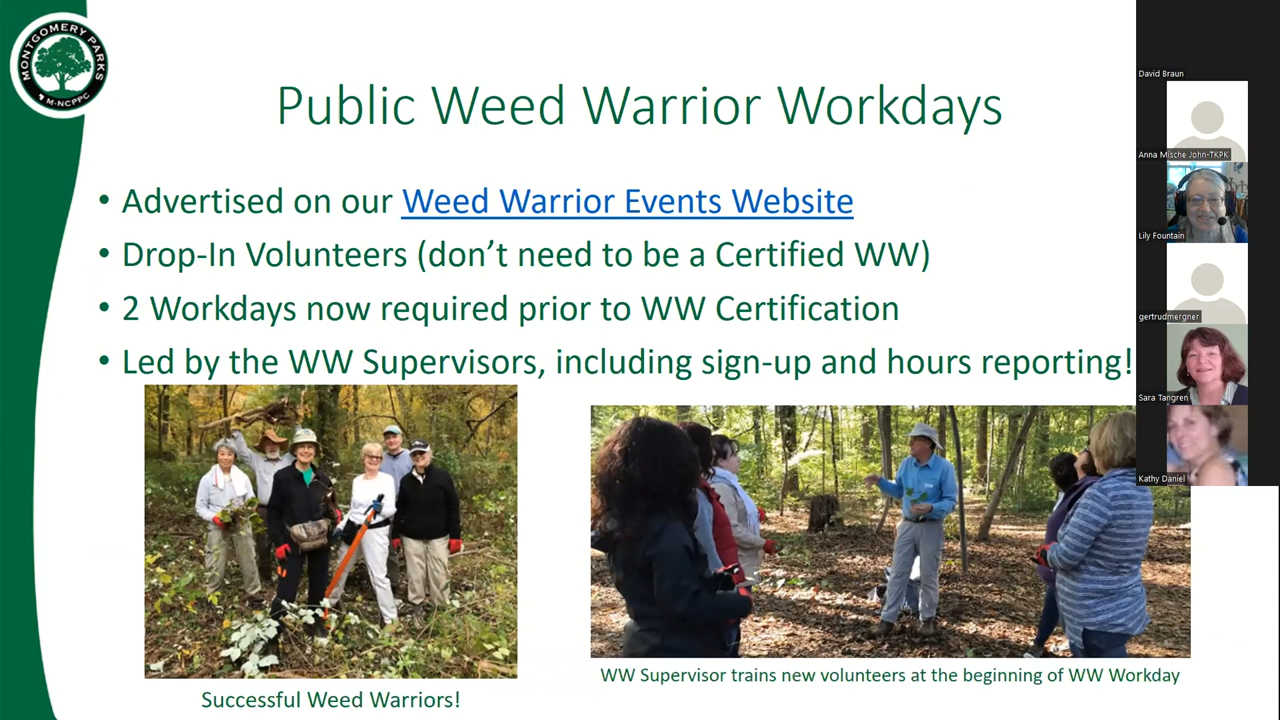 MONTGOMERY PARKS
M-NCPPC
Public Weed Warrior Workdays
• Advertised on our Weed Warrior Events Website
• Drop-In Volunteers (don't need to be a Certified WW)
• 2 Workdays now required prior to WW Certification
• Led by the WW Supervisors, including sign-up and hours reporting!
Successful Weed Warriors!
WW Supervisor trains new volunteers at the beginning of WW Workday
David Braun
Anna Mische John-TKPK
Lily Fountain
gertrudmergner
Sara Tangren
Kathy Daniel